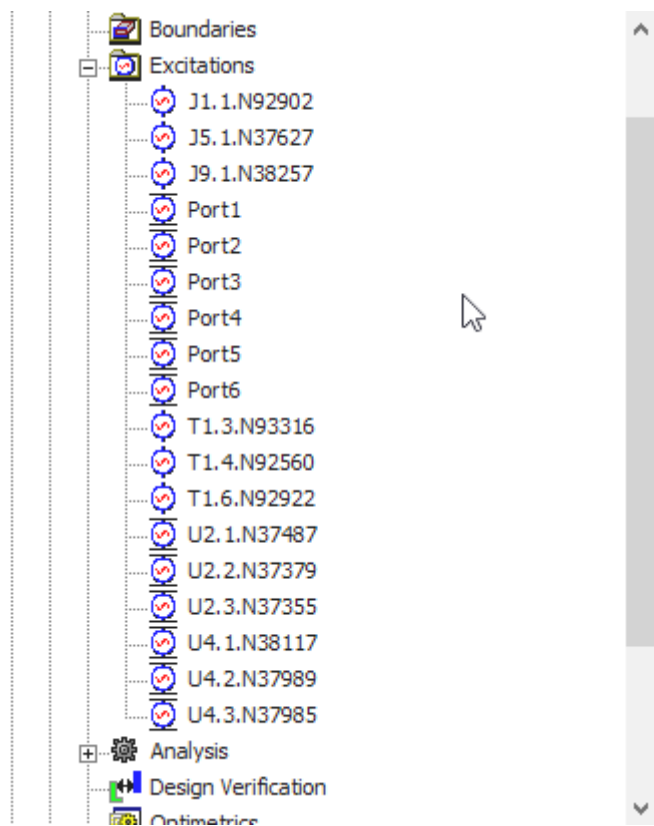 Boundaries
Excitations
J1.1.N92902
J5.1.N37627
J9.1.N38257
Port1
Port2
Port3
Port4
Port5
Port6
T1.3.N93316
T1.4.N92560
T1.6.N92922
U2.1.N37487
U2.2.N37379
U2.3.N37355
U4.1.N38117
U4.2.N37989
U4.3.N37985
Analysis
Design Verification
Optimetrics